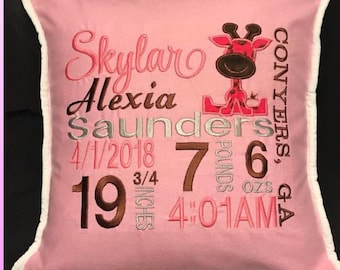 Skylar
Alexia
Saunders
CONYERS, GA
4/1/2018
7 POUNDS
6 OZS
19 3/4 INCHES
4:01AM